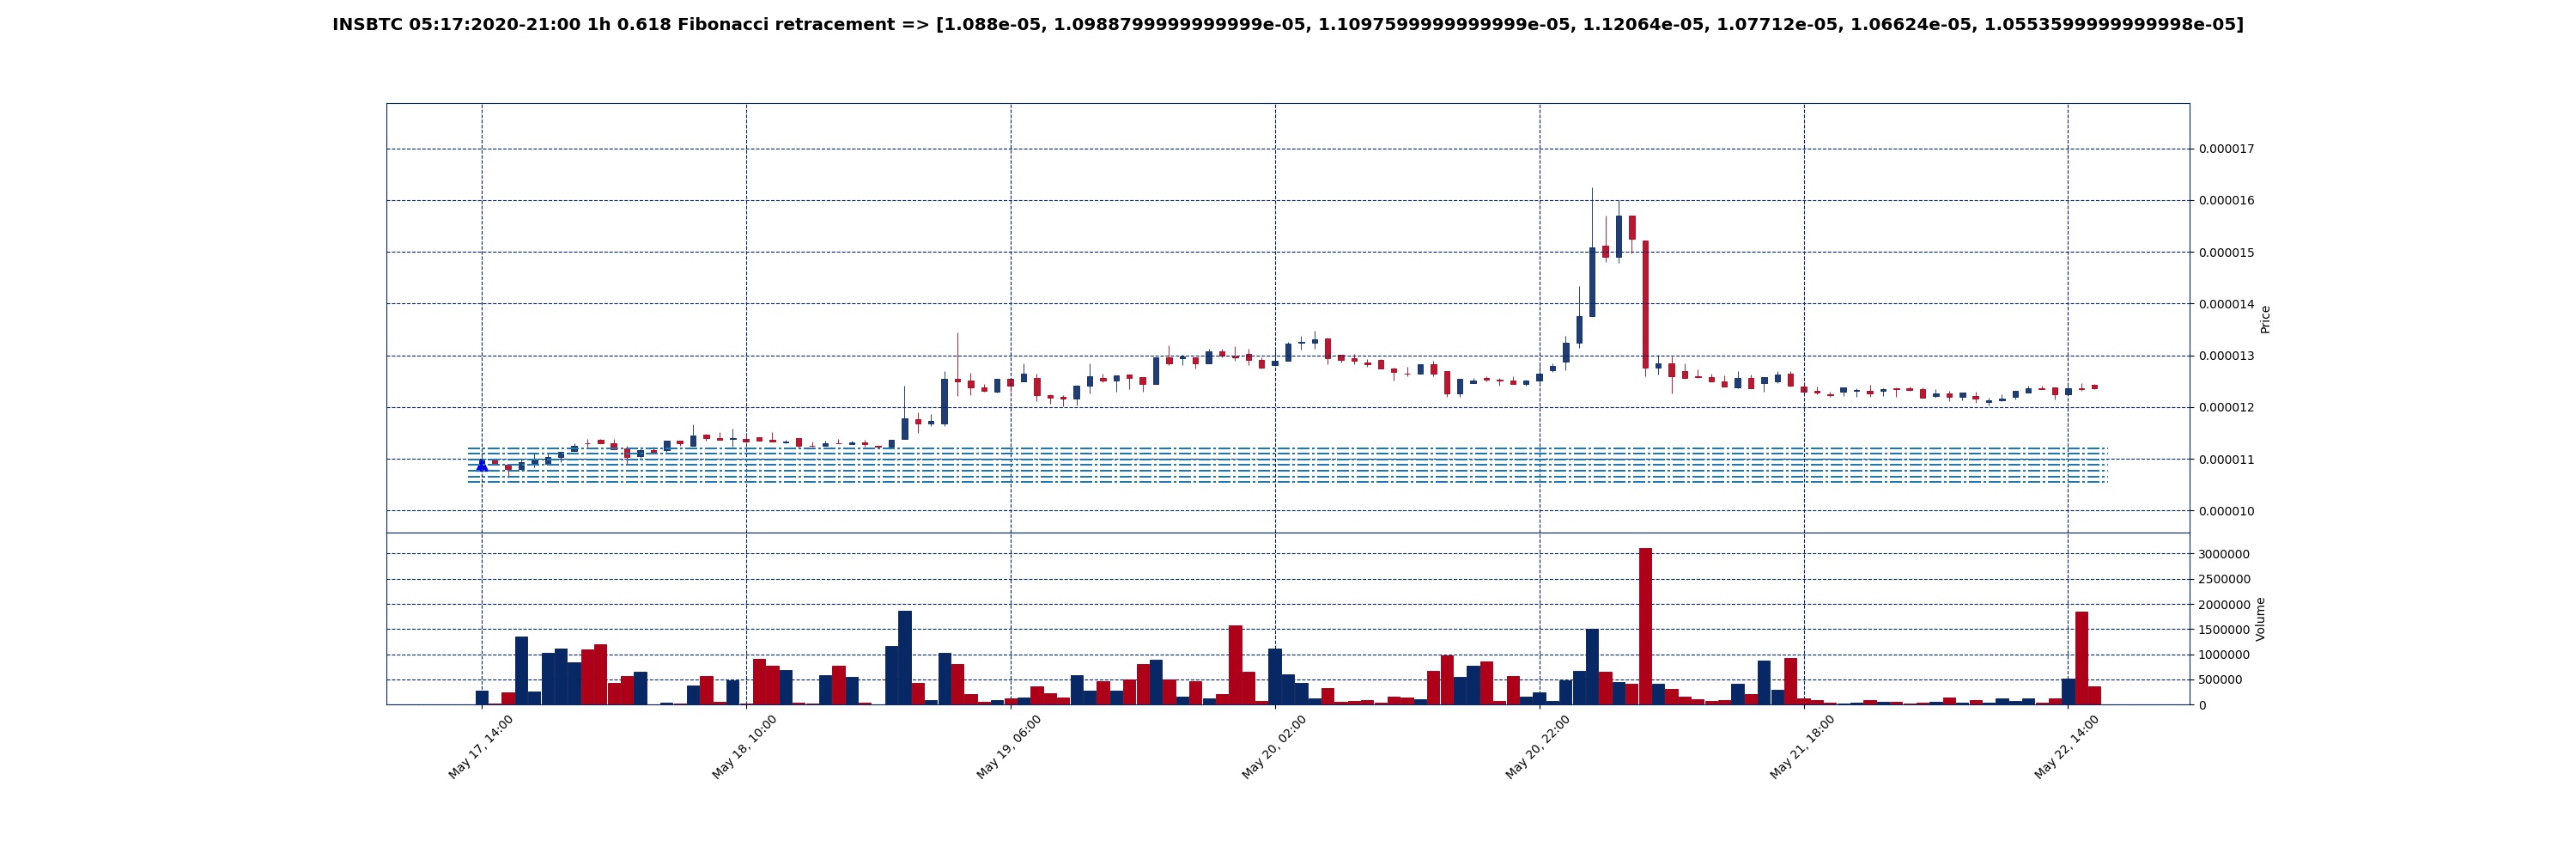 INSBTC 05:17:2020-21:00 1h 0.618 Fibonacci retracement => [1.088e-05, 1.0988799999999999e-05, 1.1097599999999999e-05, 1.12064e-05, 1.07712e-05, 1.06624e-05, 1.0553599999999998e-05]
0.000017
0.000016
0.000015
0.000014
0.000013
0.000012
0.000011
0.000010
Price
3000000
2500000
2000000
1500000
1000000
500000
0
Volume
May 17, 14:00
May 18, 10:00
May 19, 06:00
May 20, 02:00
May 20, 22:00
May 21, 18:00
May 22, 14:00